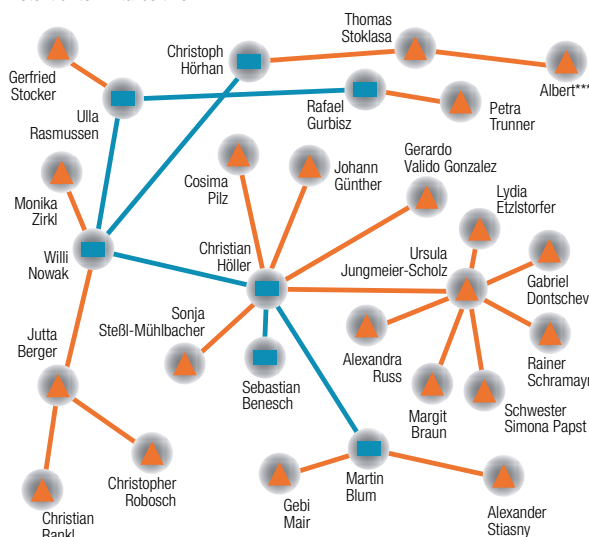 Thomas
Stoklasa
Christoph
Hörhan
Gerfried
Stocker
Albert***
Ulla
Rasmussen
Rafael
Gurbisz
Petra
Trunner
Gerardo
Valido Gonzalez
Johann
Günther
Cosima
Pilz
Monika
Zirkl
Lydia
Etzlstorfer
Willi
Nowak
Christian
Höller
Ursula
Jungmeier-Scholz
Gabriel
Dontschev
Sonja
Steßl-Mühlbacher
Jutta
Berger
Alexandra
Russ
Rainer
Schramayr
Sebastian
Benesch
Margit
Braun
Schwester
Simona Papst
Christopher
Robosch
Martin
Blum
Gebi
Mair
Alexander
Stiasny
Christian
Rankl